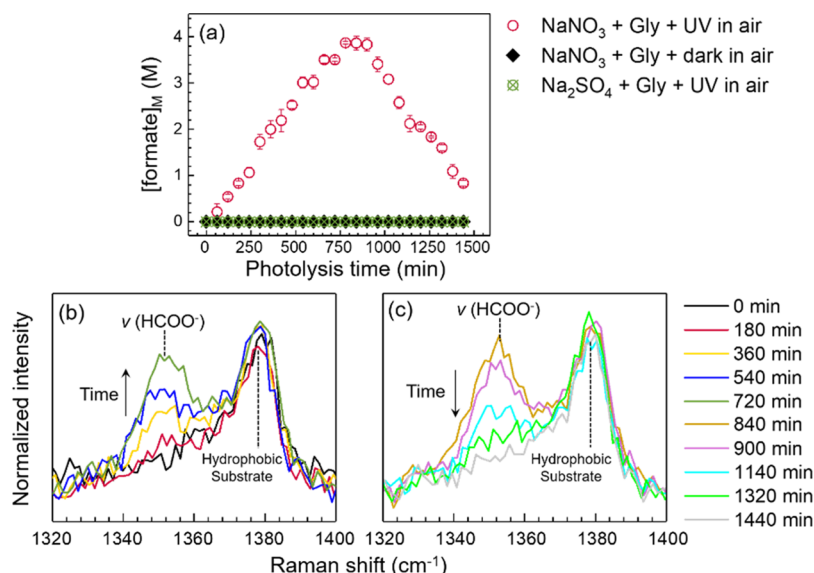 (a)
[formate]M (M)
4
3
2
1
0
0 250 500 750 1000 1250 1500
Photolysis time (min)
NaNO3 + Gly + UV in air
NaNO3 + Gly + dark in air
Na2SO4 + Gly + UV in air
(b)
ν (HCOO-)
Time
Hydrophobic
Substrate
Normalized intensity
1320 1340 1360 1380 1400
(c)
ν (HCOO-)
Time
Hydrophobic
Substrate
1320 1340 1360 1380 1400
Raman shift (cm-1)
0 min
180 min
360 min
540 min
720 min
840 min
900 min
1140 min
1320 min
1440 min